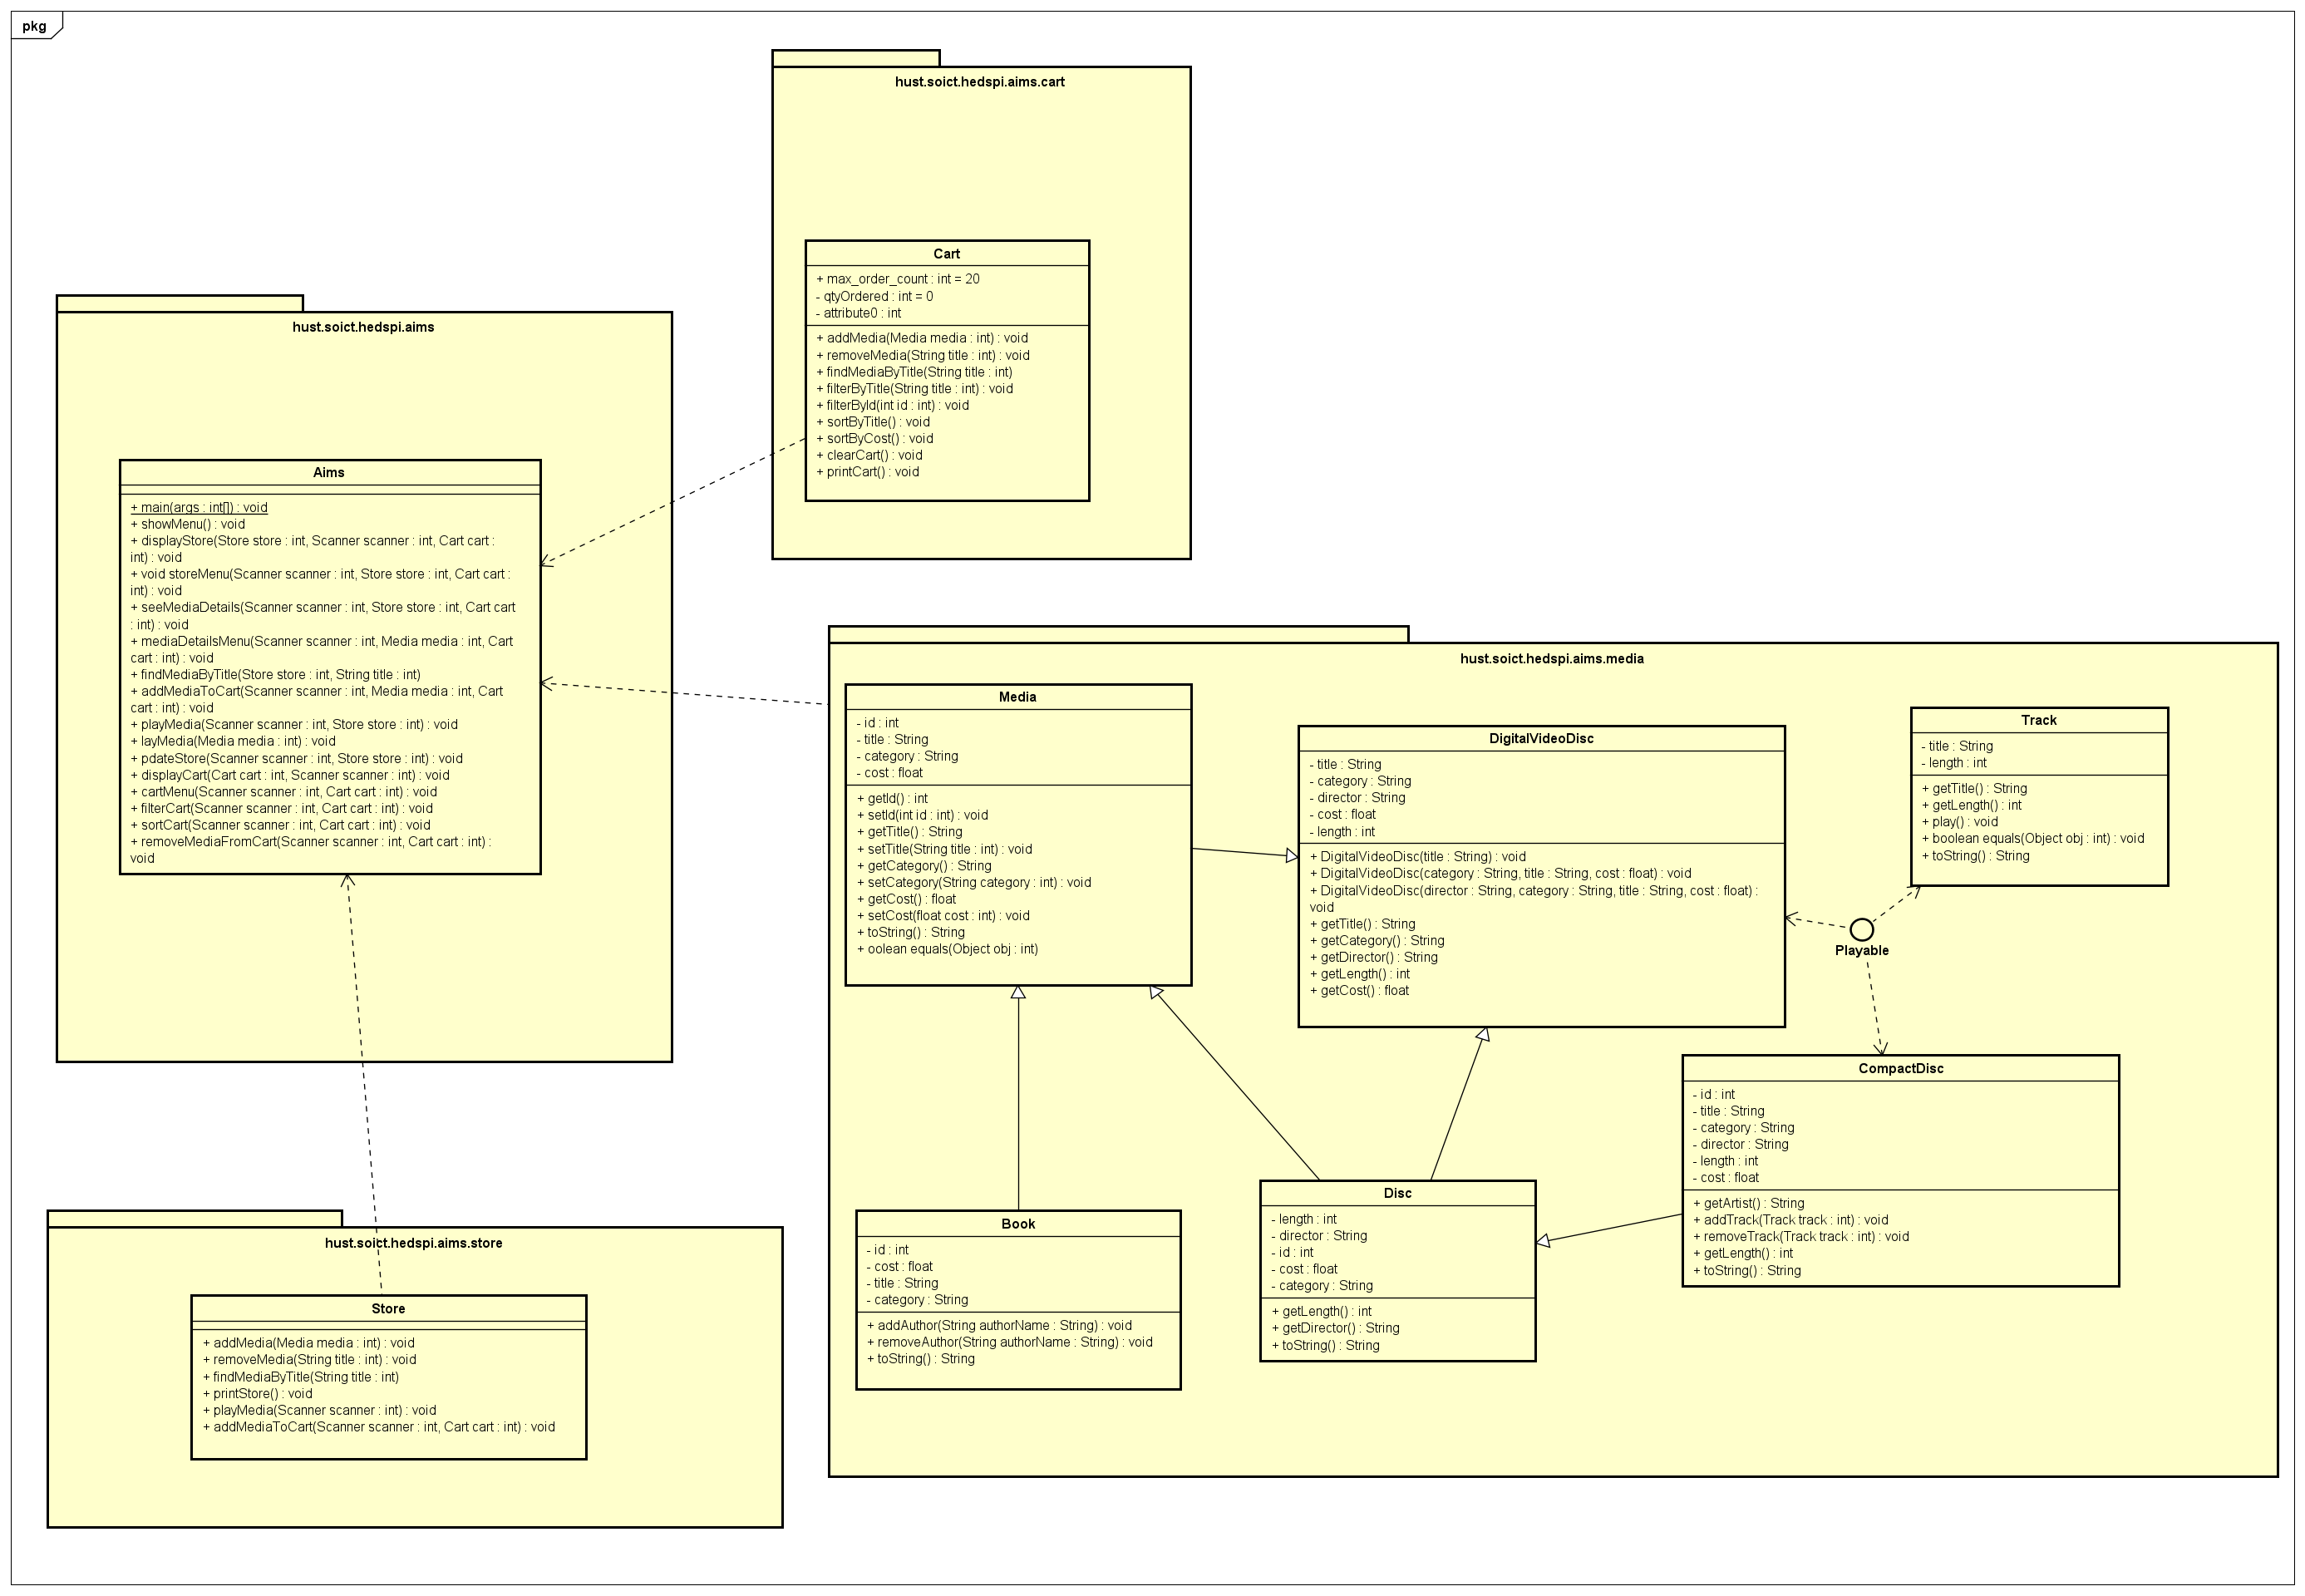 pkg
hust.soict.hedspi.aims.cart
Cart
+ max_order_count : int = 20
- qtyOrdered : int = 0
- attribute0 : int
+ addMedia(Media media : int) : void
+ removeMedia(String title : int) : void
+ findMediaByTitle(String title : int)
+ filterByTitle(String title : int) : void
+ filterById(int id : int) : void
+ sortByTitle() : void
+ sortByCost() : void
+ clearCart() : void
+ printCart() : void
hust.soict.hedspi.aims
Aims
+ main(args : int[]) : void
+ showMenu() : void
+ displayStore(Store store : int, Scanner scanner : int, Cart cart :
int) : void
+ void storeMenu(Scanner scanner : int, Store store : int, Cart cart :
int) : void
+ seeMediaDetails(Scanner scanner : int, Store store : int, Cart cart
: int) : void
+ mediaDetailsMenu(Scanner scanner : int, Media media : int, Cart
cart : int) : void
+ findMediaByTitle(Store store : int, String title : int)
+ addMediaToCart(Scanner scanner : int, Media media : int, Cart
cart : int) : void
+ playMedia(Scanner scanner : int, Store store : int) : void
+ layMedia(Media media : int) : void
+ pdateStore(Scanner scanner : int, Store store : int) : void
+ displayCart(Cart cart : int, Scanner scanner : int) : void
+ cartMenu(Scanner scanner : int, Cart cart : int) : void
+ filterCart(Scanner scanner : int, Cart cart : int) : void
+ sortCart(Scanner scanner : int, Cart cart : int) : void
+ removeMediaFromCart(Scanner scanner : int, Cart cart : int) :
void
hust.soict.hedspi.aims.media
Media
- id : int
- title : String
- category : String
- cost : float
+ getId() : int
+ setId(int id : int) : void
+ getTitle() : String
+ setTitle(String title : int) : void
+ getCategory() : String
+ setCategory(String category : int) : void
+ getCost() : float
+ setCost(float cost : int) : void
+ toString() : String
+ oolean equals(Object obj : int)
DigitalVideoDisc
- title : String
- category : String
- director : String
- cost : float
- length : int
+ DigitalVideoDisc(title : String) : void
+ DigitalVideoDisc(category : String, title : String, cost : float) : void
+ DigitalVideoDisc(director : String, category : String, title : String, cost : float) :
void
+ getTitle() : String
+ getCategory() : String
+ getDirector() : String
+ getLength() : int
+ getCost() : float
Track
- title : String
- length : int
+ getTitle() : String
+ getLength() : int
+ play() : void
+ boolean equals(Object obj : int) : void
+ toString() : String
Playable
CompactDisc
- id : int
- title : String
- category : String
- director : String
- length : int
- cost : float
+ getArtist() : String
+ addTrack(Track track : int) : void
+ removeTrack(Track track : int) : void
+ getLength() : int
+ toString() : String
Disc
- length : int
- director : String
- id : int
- cost : float
- category : String
+ getLength() : int
+ getDirector() : String
+ toString() : String
Book
- id : int
- cost : float
- title : String
- category : String
+ addAuthor(String authorName : String) : void
+ removeAuthor(String authorName : String) : void
+ toString() : String
hust.soict.hedspi.aims.store
Store
+ addMedia(Media media : int) : void
+ removeMedia(String title : int) : void
+ findMediaByTitle(String title : int)
+ printStore() : void
+ playMedia(Scanner scanner : int) : void
+ addMediaToCart(Scanner scanner : int, Cart cart : int) : void